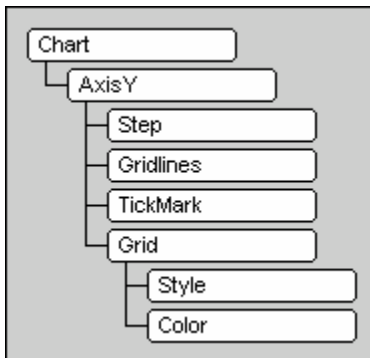 Chart
AxisY
Step
Gridlines
TickMark
Grid
Style
Color